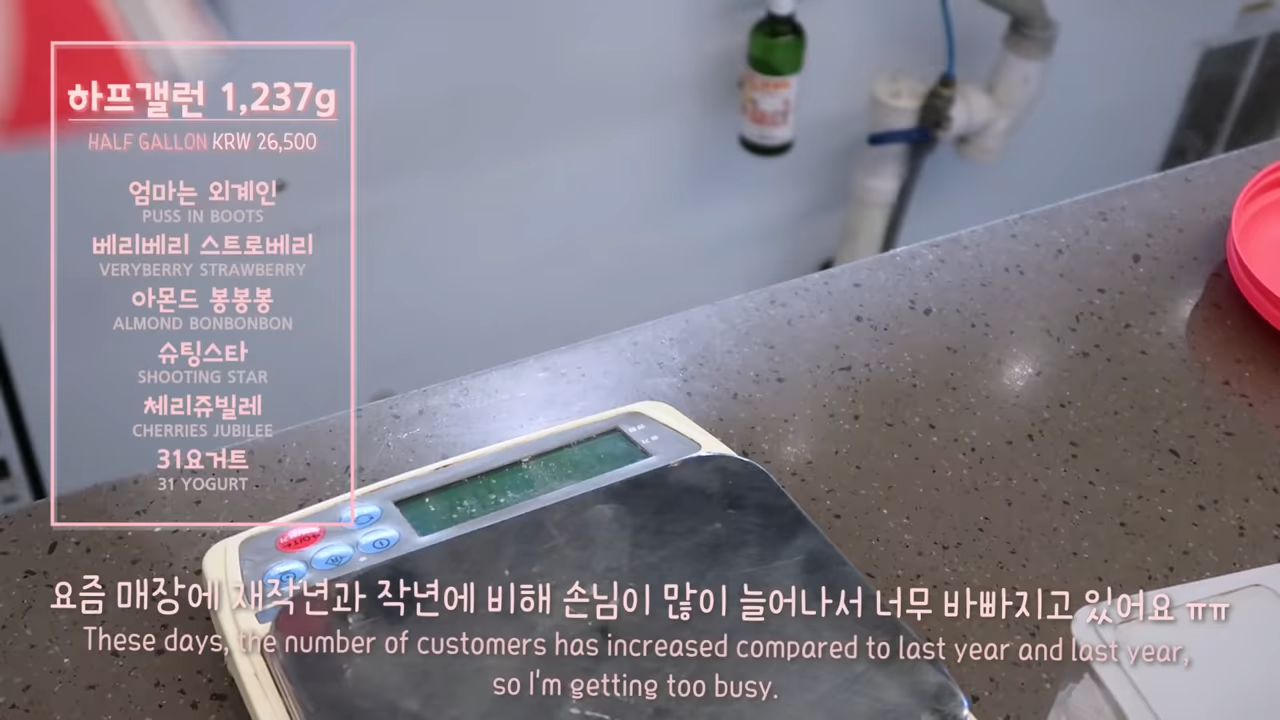 하프갤런 1,237g
HALF GALLON KRW 26,500
엄마는 외계인
PUSS IN BOOTS
베리베리 스트로베리
VERYBERRY STRAWBERRY
아몬드 봉봉봉
ALMOND BONBONBON
슈팅스타
SHOOTING STAR
체리쥬빌레
CHERRIES JUBILEE
31요거트
31 YOGURT
요즘 매장에 재작년과 작년에 비해 손님이 많이 늘어나서 너무 바빠지고 있어요 ㅠㅠ
These days, the number of customers has increased compared to last year and last year,
so I'm getting too busy.